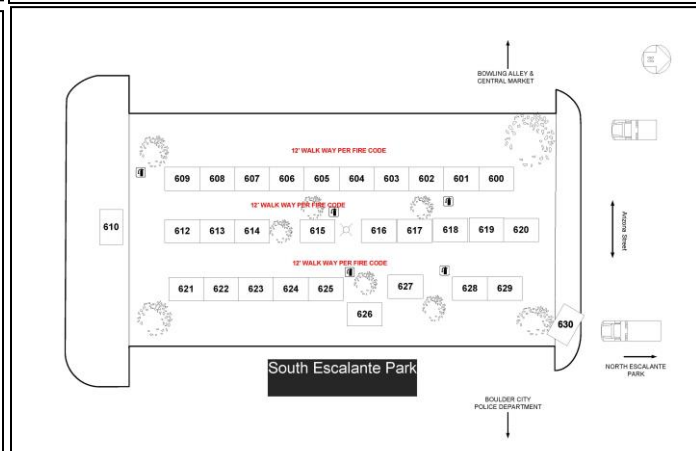 BOWLING ALLEY &
CENTRAL MARKET
12' WALK WAY PER FIRE CODE
609 608 607 606 605 604 603 602 601 600
12' WALK WAY PER FIRE CODE
610 612 613 614 615 616 617 618 619 620
Arizona Street
12' WALK WAY PER FIRE CODE
621 622 623 624 625 627 628 629
626 630
South Escalante Park
NORTH ESCALANTE
PARK
BOULDER CITY
POLICE DEPARTMENT